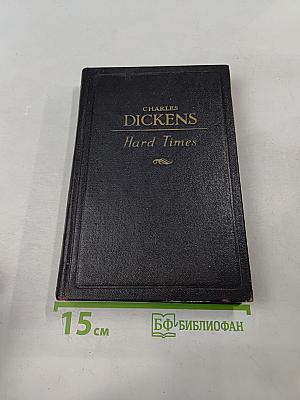 CHARLES
DICKENS
Hard Times
15 см
БФ-БИБЛИОФАН